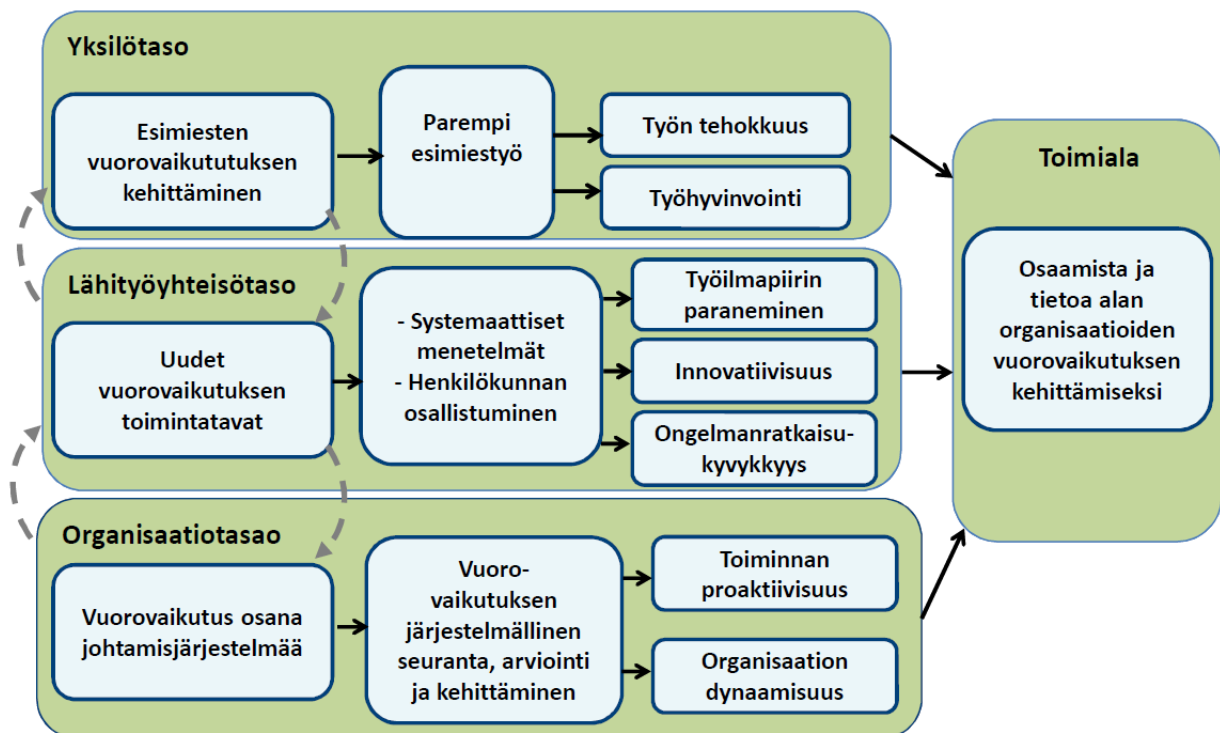 Yksilötaso
Esimiesten
vuorovaikututuksen
kehittäminen
Parempi
esimiestyö
Työn tehokkuus
Työhyvinvointi
Lähityöyhteisötaso
Uudet
vuorovaikutuksen
toimintatavat
- Systemaattiset
menetelmät
- Henkilökunnan
osallistuminen
Työilmapiirin
paraneminen
Innovatiivisuus
Ongelmanratkaisu-
kyvykkyys
Organisaatiotasao
Vuorovaikutus osana
johtamisjärjestelmää
Vuoro-
vaikutuksen
järjestelmällinen
seuranta, arviointi
ja kehittäminen
Toiminnan
proaktiivisuus
Organisaation
dynaamisuus
Toimiala
Osaamista ja
tietoa alan
organisaatioiden
vuorovaikutuksen
kehittämiseksi